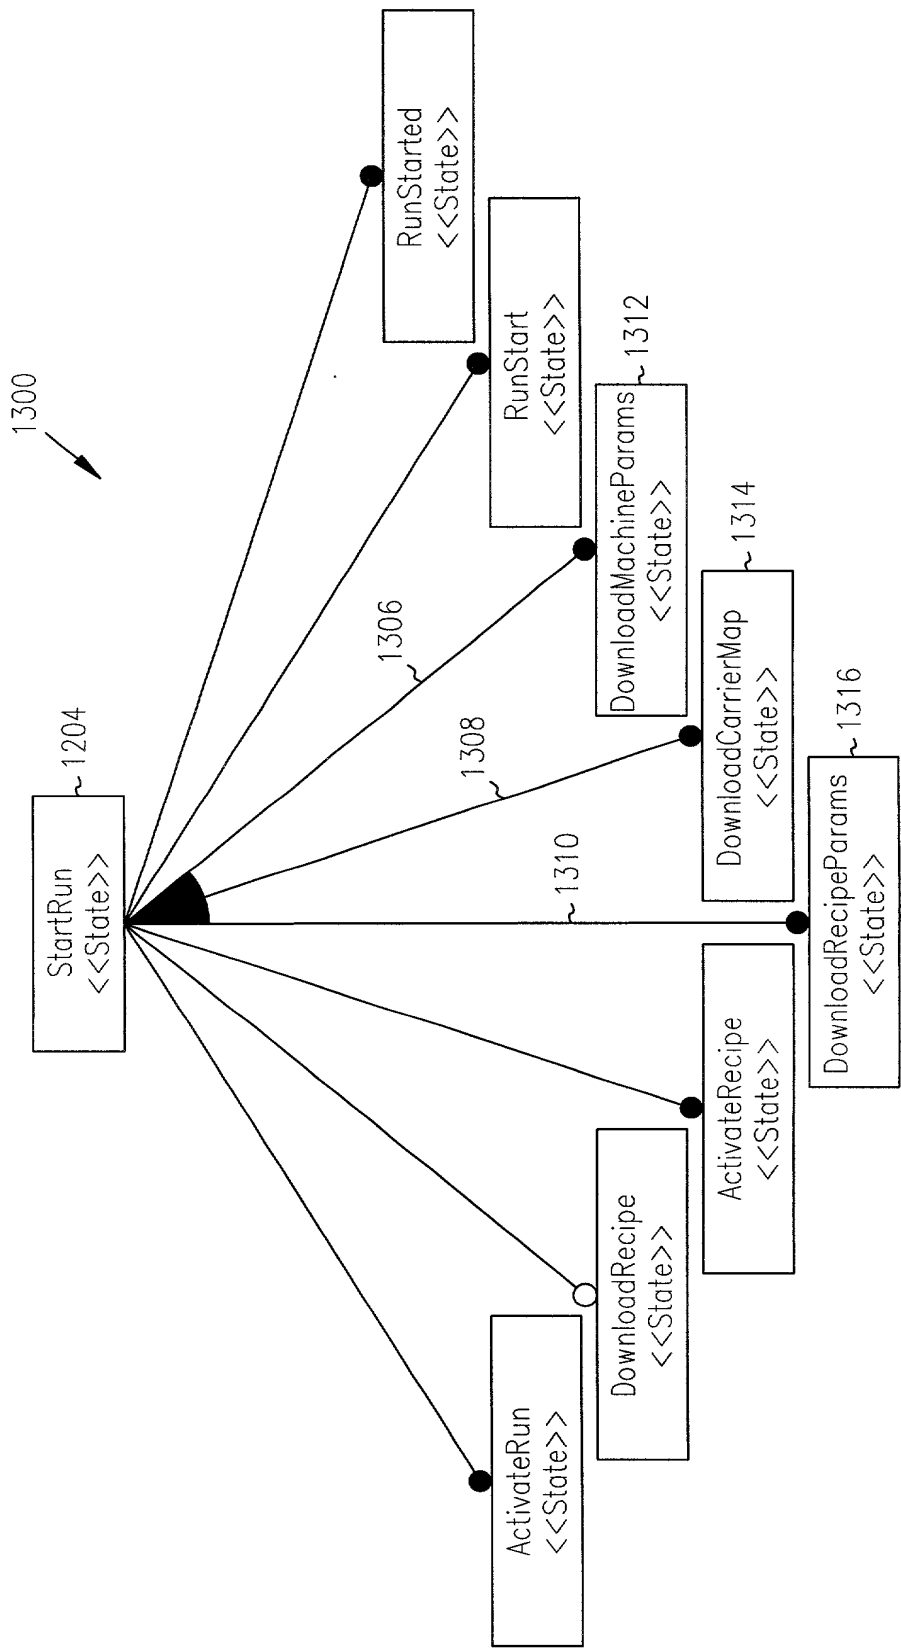 1300
StartRun
<<State>>
1204
1306
1308
1310
ActivateRun
<<State>>
DownloadRecipe
<<State>>
ActivateRecipe
<<State>>
DownloadRecipeParams
<<State>>
1316
DownloadCarrierMap
<<State>>
1314
DownloadMachineParams
<<State>>
1312
RunStart
<<State>>
RunStarted
<<State>>